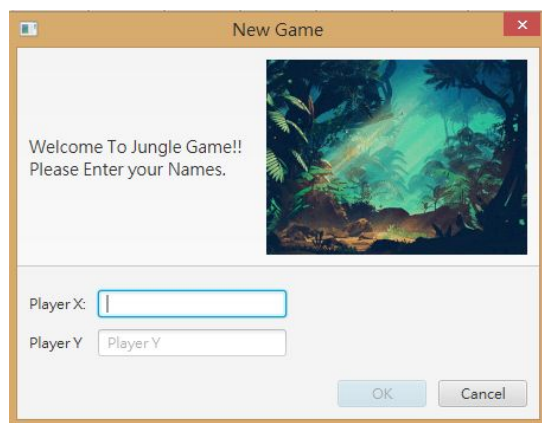 New Game
Welcome To Jungle Game!!
Please Enter your Names.
Player X:
Player Y Player Y
OK Cancel